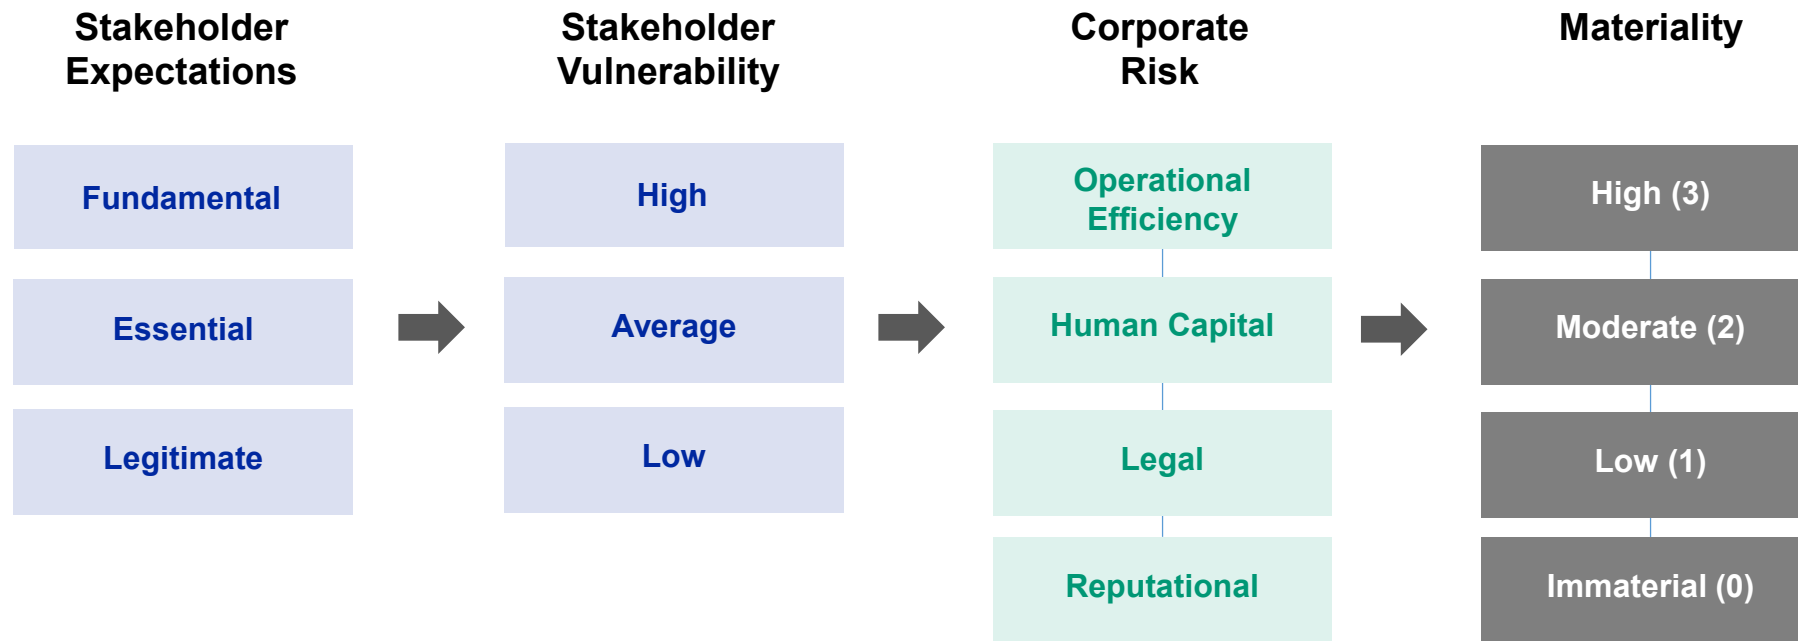 Stakeholder
Expectations
Fundamental
Essential
Legitimate
Stakeholder
Vulnerability
High
Average
Low
Corporate
Risk
Operational
Efficiency
Human Capital
Legal
Reputational
Materiality
High (3)
Moderate (2)
Low (1)
Immaterial (0)